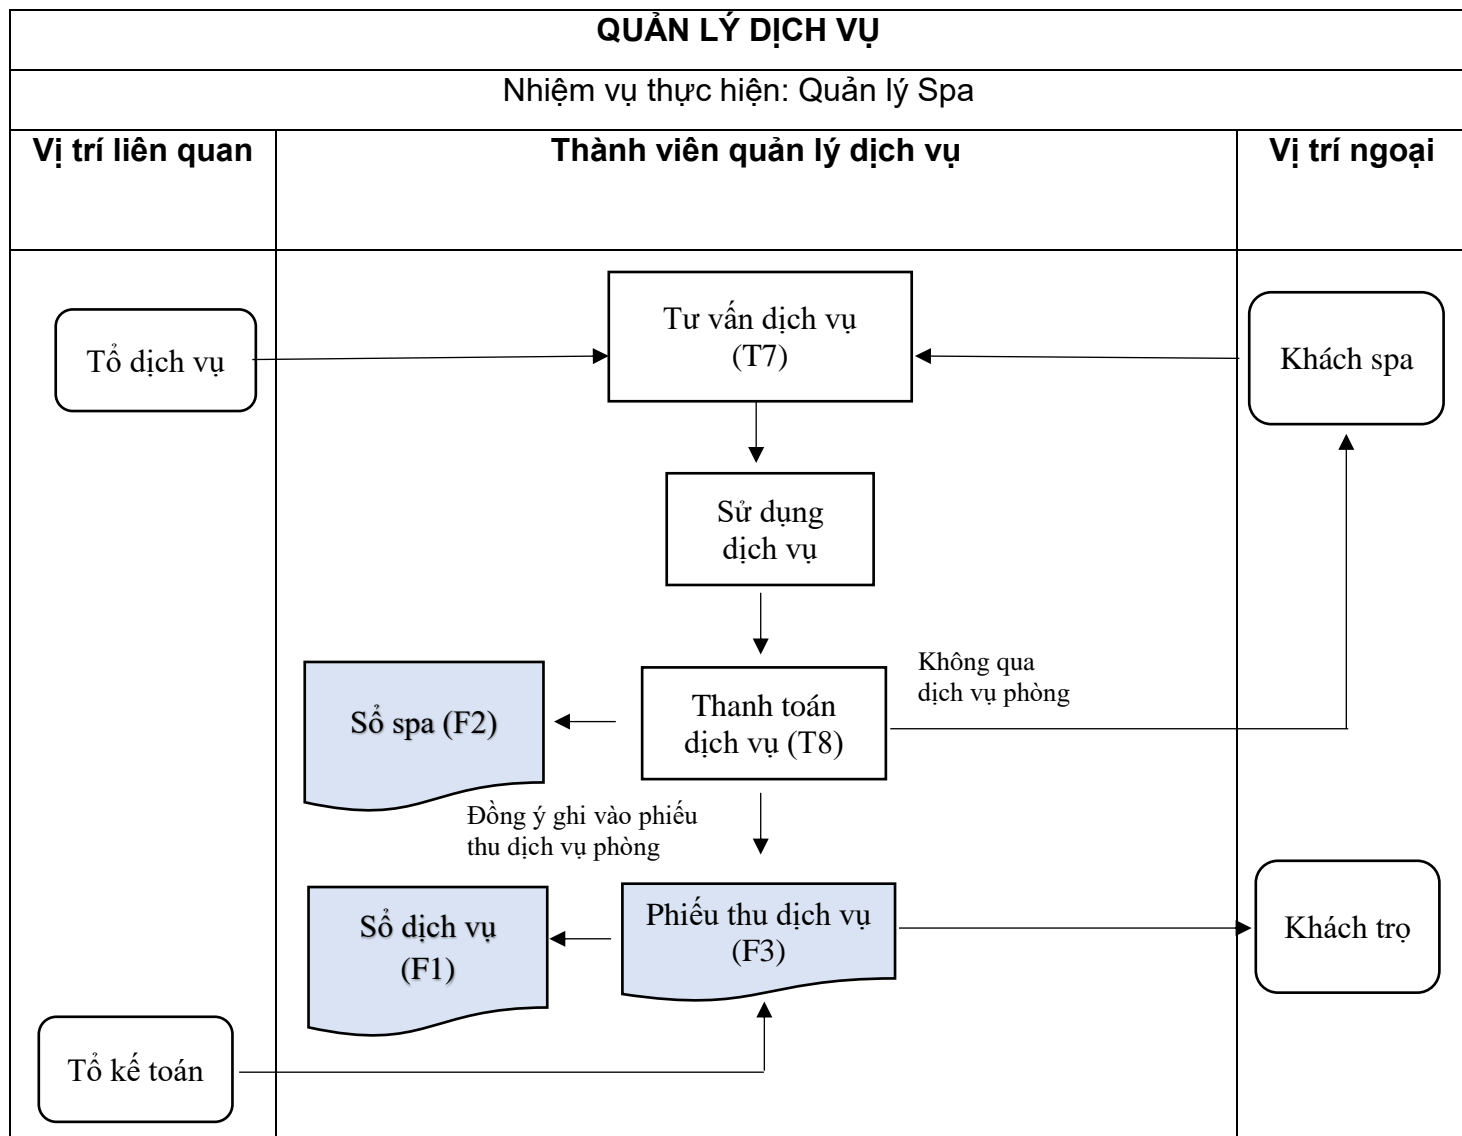 QUẢN LÝ DỊCH VỤ
Nhiệm vụ thực hiện: Quản lý Spa
Vị trí liên quan
Thành viên quản lý dịch vụ
Vị trí ngoại
Tổ dịch vụ
Tư vấn dịch vụ
(T7)
Khách spa
Sử dụng
dịch vụ
Không qua
dịch vụ phòng
Sổ spa (F2)
Thanh toán
dịch vụ (T8)
Đồng ý ghi vào phiếu
thu dịch vụ phòng
Sổ dịch vụ
(F1)
Phiếu thu dịch vụ
(F3)
Khách trọ
Tổ kế toán